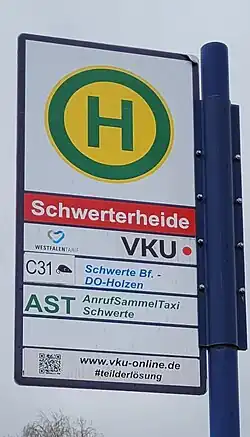 H
Schwerterheide
WESTFALENTARIF
VKU
C31 Schwerte Bf. -
DO-Holzen
AST AnrufSammelTaxi
Schwerte
www.vku-online.de
#teilderlösung